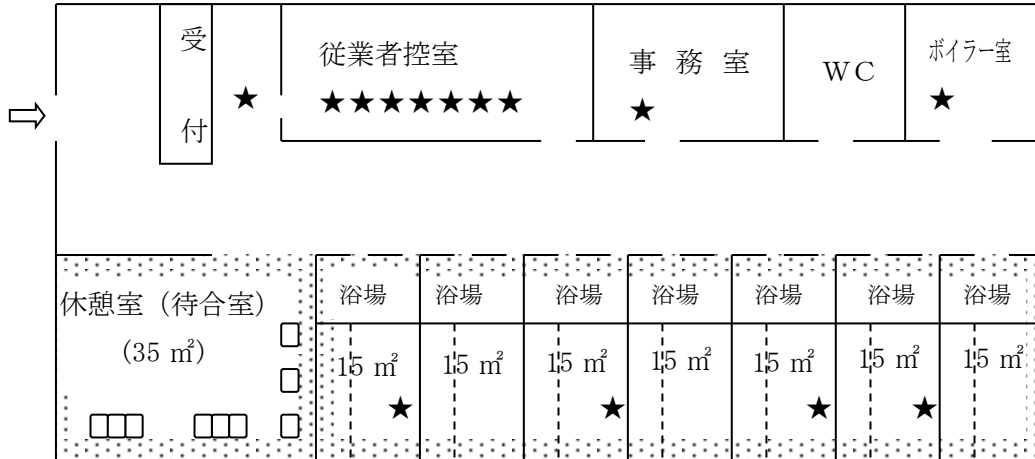 受付
従業者控室
事 務 室
ＷＣ
ボイラー室
★
★★★★★★★
★
★
休憩室（待合室）
(35 ㎡)
浴場
浴場
浴場
浴場
浴場
浴場
浴場
15 ㎡
15 ㎡
15 ㎡
15 ㎡
15 ㎡
15 ㎡
15 ㎡
★
★
★
★